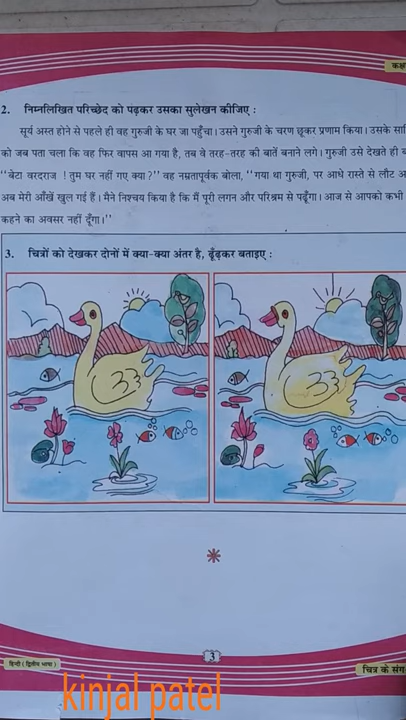 कक्ष
2. निम्नलिखित परिच्छेद को पढ़कर उसका सुलेखन कीजिए :
सूर्य अस्त होने से पहले ही वह गुरुजी के घर जा पहुँचा। उसने गुरुजी के चरण छूकर प्रणाम किया। उसके सा
को जब पता चला कि वह फिर वापस आ गया है, तब वे तरह-तरह की बातें बनाने लगे। गुरुजी उसे देखते ही ब
"बेटा वरदराज ! तुम घर नहीं गए क्या?" वह नम्रतापूर्वक बोला, "गया था गुरुजी, पर आधे रास्ते से लौट अ
अब मेरी आँखें खुल गई हैं। मैंने निश्चय किया है कि मैं पूरी लगन और परिश्रम से पढूँगा। आज से आपको कभी
कहने का अवसर नहीं दूँगा।"
3. चित्रों को देखकर दोनों में क्या-क्या अंतर है, ढूँढ़कर बताइए :
3
हिन्दी (द्वितीय भाषा)
चित्र के संग
kinjal patel